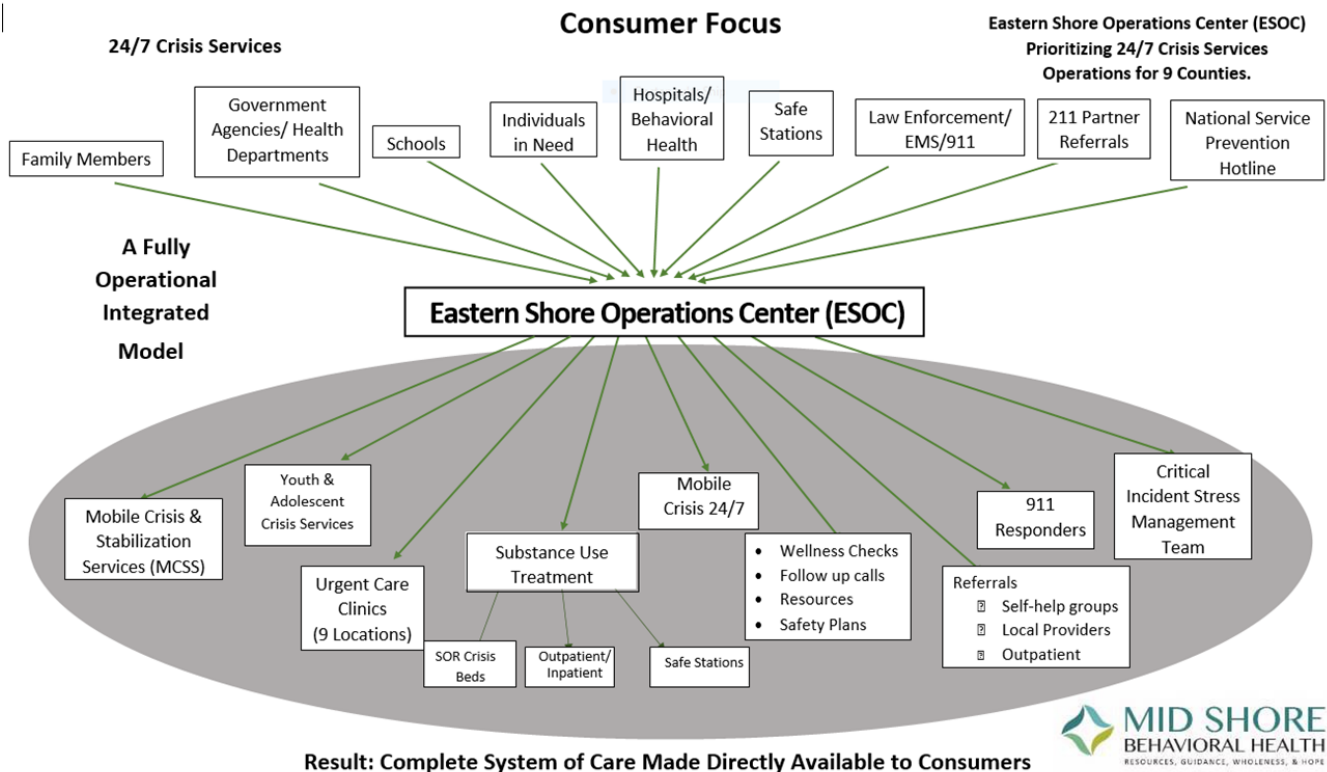 Consumer Focus
24/7 Crisis Services
Eastern Shore Operations Center (ESOC)
Prioritizing 24/7 Crisis Services
Operations for 9 Counties.
Family Members
Government
Agencies/ Health
Departments
Schools
Individuals
in Need
Hospitals/
Behavioral
Health
Safe
Stations
Law Enforcement/
EMS/911
211 Partner
Referrals
National Service
Prevention
Hotline
A Fully
Operational
Integrated
Model
Eastern Shore Operations Center (ESOC)
Mobile Crisis &
Stabilization
Services (MCSS)
Youth &
Adolescent
Crisis Services
Urgent Care
Clinics
(9 Locations)
Substance Use
Treatment
SOR Crisis
Beds
Outpatient/
Inpatient
Safe Stations
Mobile
Crisis 24/7
• Wellness Checks
• Follow up calls
• Resources
• Safety Plans
Referrals
Self-help groups
Local Providers
Outpatient
911
Responders
Critical
Incident Stress
Management
Team
MID SHORE
BEHAVIORAL HEALTH
RESOURCES, GUIDANCE, WHOLENESS, & HOPE
Result: Complete System of Care Made Directly Available to Consumers